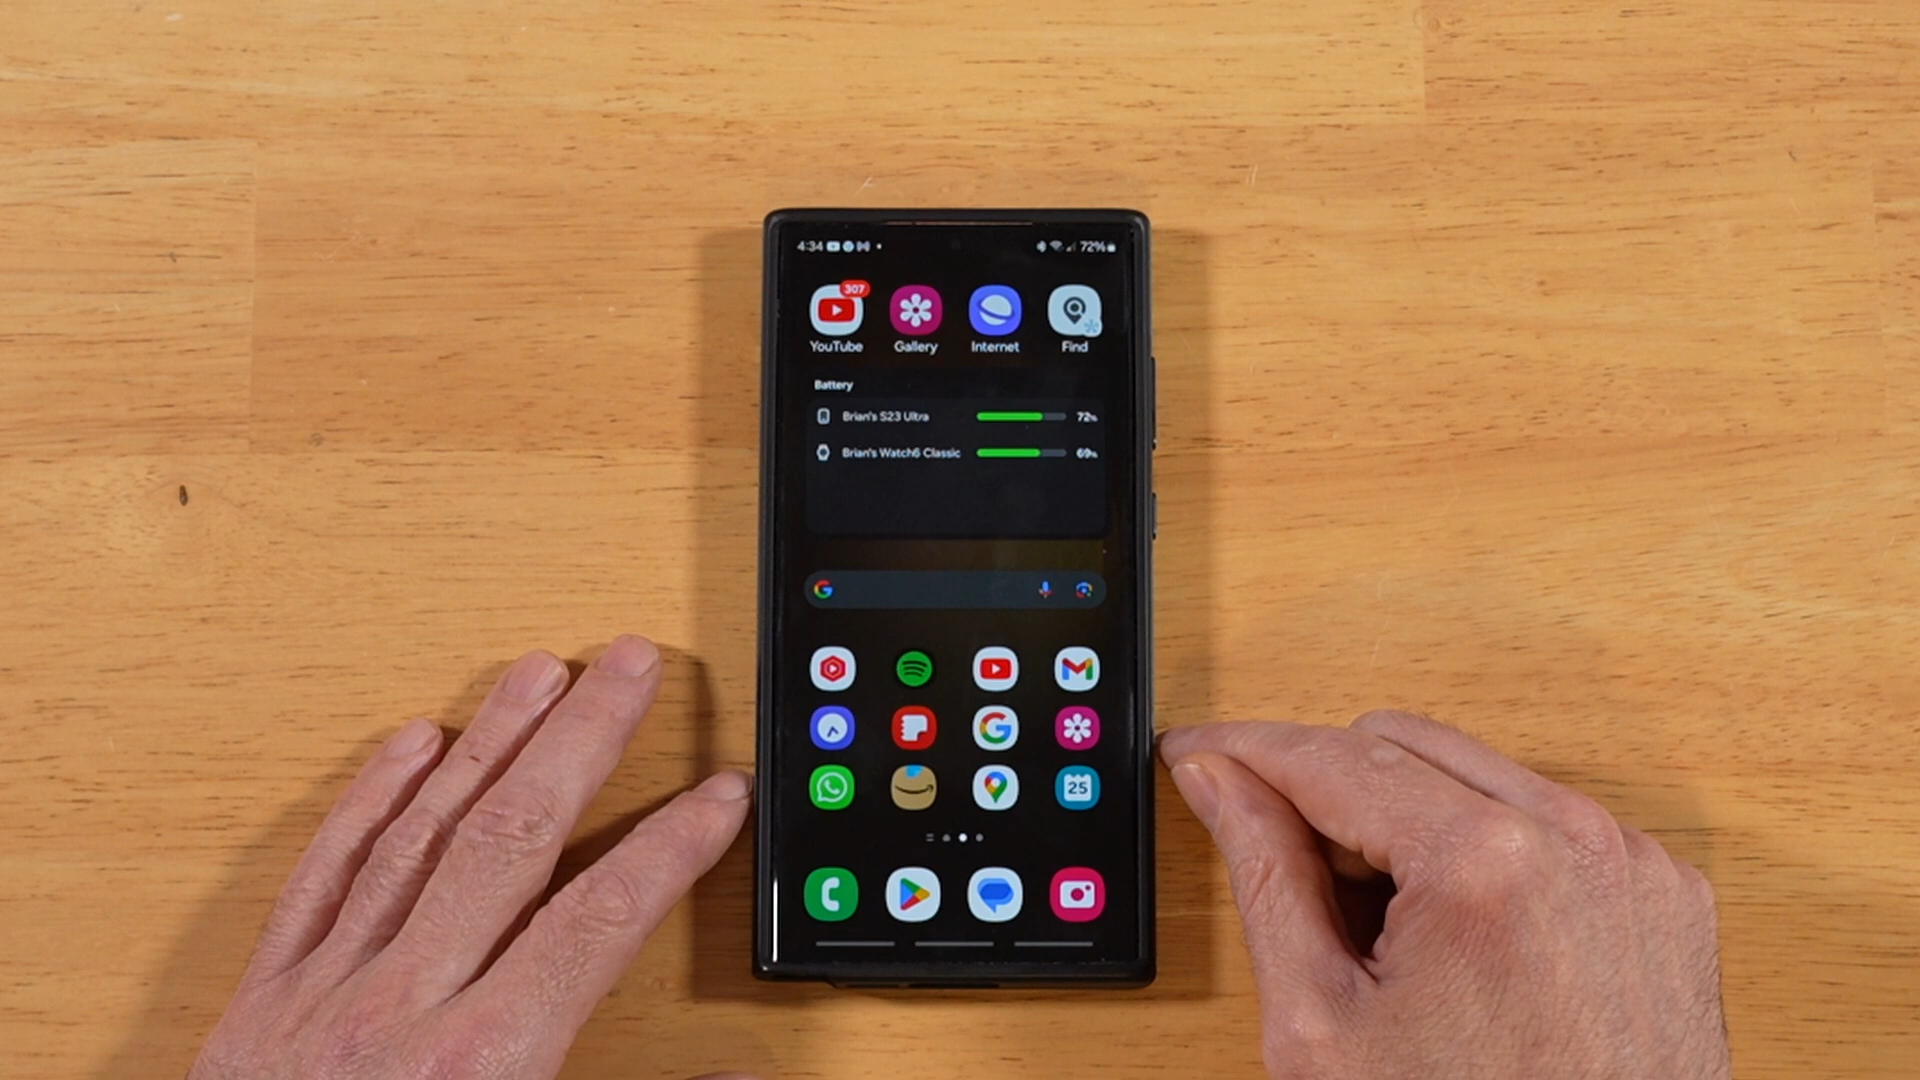 4:34 72%
307
YouTube Gallery Internet Find
Battery
Brian's S23 Ultra 72%
Brian's Watch6 Classic 69%
25